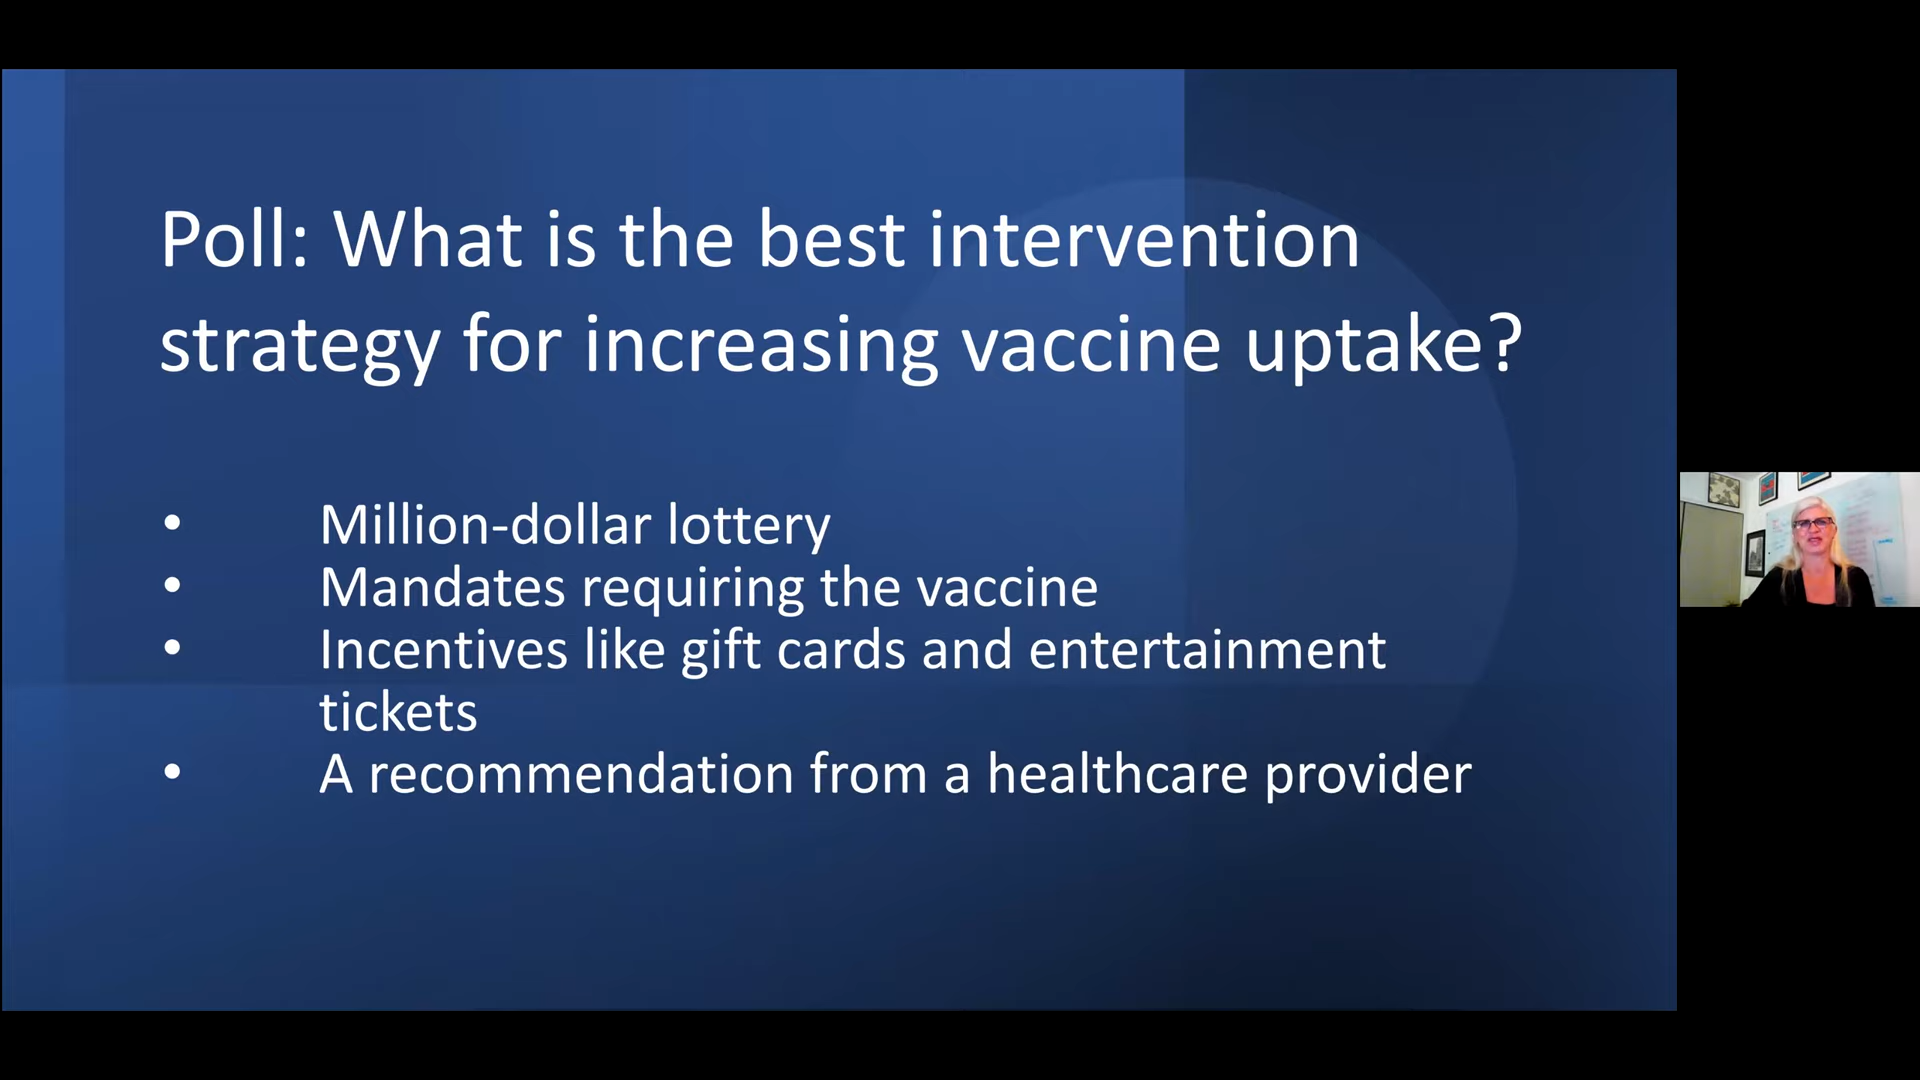 Poll: What is the best intervention
strategy for increasing vaccine uptake?
• Million-dollar lottery
• Mandates requiring the vaccine
• Incentives like gift cards and entertainment
tickets
• A recommendation from a healthcare provider